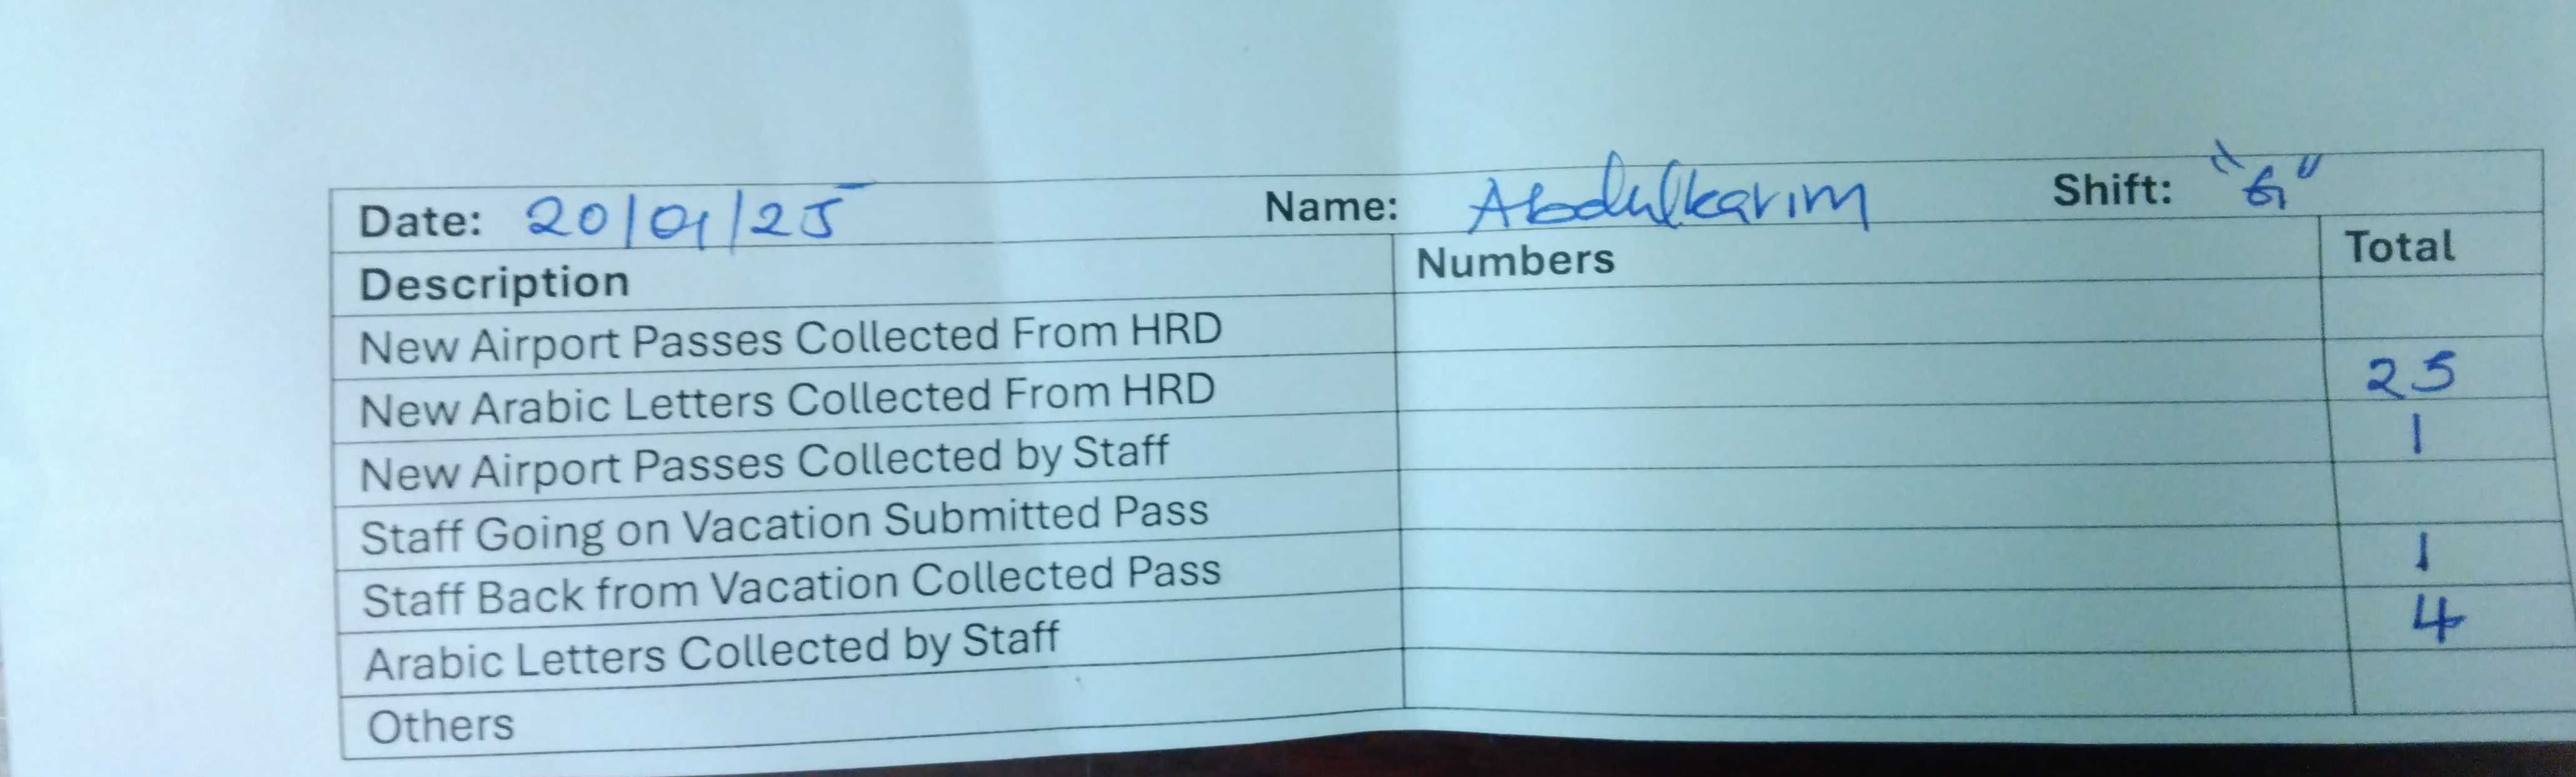 Date: 20/01/25 Name: Abdulkarim Shift: "G"
Description Numbers Total
New Airport Passes Collected From HRD
New Arabic Letters Collected From HRD 25
New Airport Passes Collected by Staff 1
Staff Going on Vacation Submitted Pass
Staff Back from Vacation Collected Pass 1
Arabic Letters Collected by Staff 4
Others